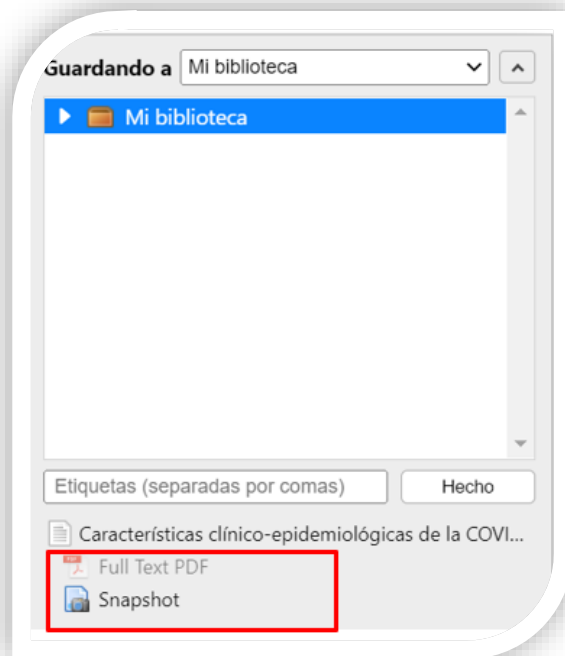 Guardando a Mi biblioteca
Mi biblioteca
Etiquetas (separadas por comas) Hecho
Características clínico-epidemiológicas de la COVI...
Full Text PDF
Snapshot